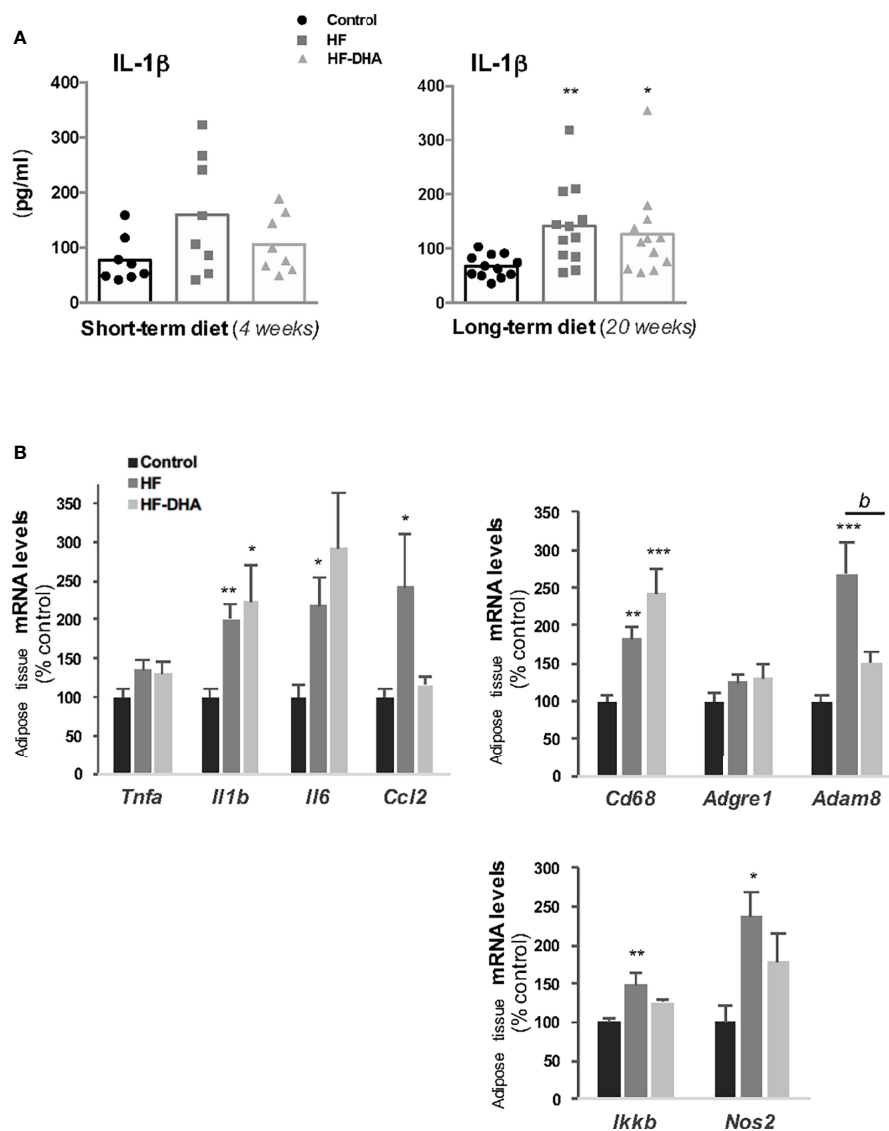 A
Control
HF
HF-DHA
IL-1β
IL-1β
(pg/ml)
400
300
200
100
0
400
300
200
100
0
**
*
Short-term diet (4 weeks)
Long-term diet (20 weeks)
B
Control
HF
HF-DHA
Adipose tissue mRNA levels
(% control)
350
300
250
200
150
100
50
0
**
*
*
*
Tnfa Il1b Il6 Ccl2
Adipose tissue mRNA levels
(% control)
350
300
250
200
150
100
50
0
**
***
***
b
Cd68 Adgre1 Adam8
Adipose tissue mRNA levels
(% control)
300
250
200
150
100
50
0
**
*
Ikkb Nos2